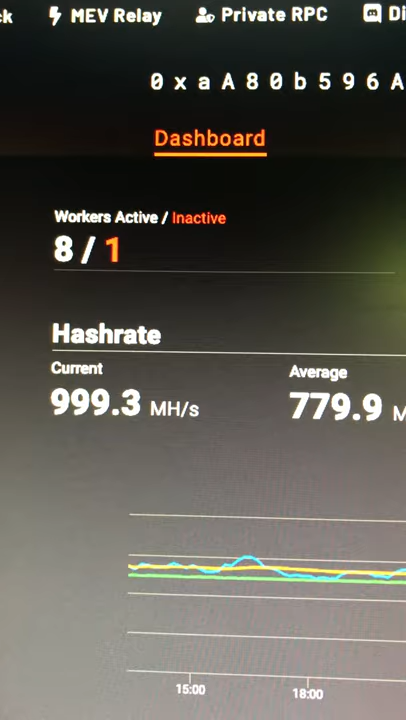 MEV Relay Private RPC
0xaA80b596A
Dashboard
Workers Active / Inactive
8 / 1
Hashrate
Current Average
999.3 MH/s 779.9
15:00 18:00